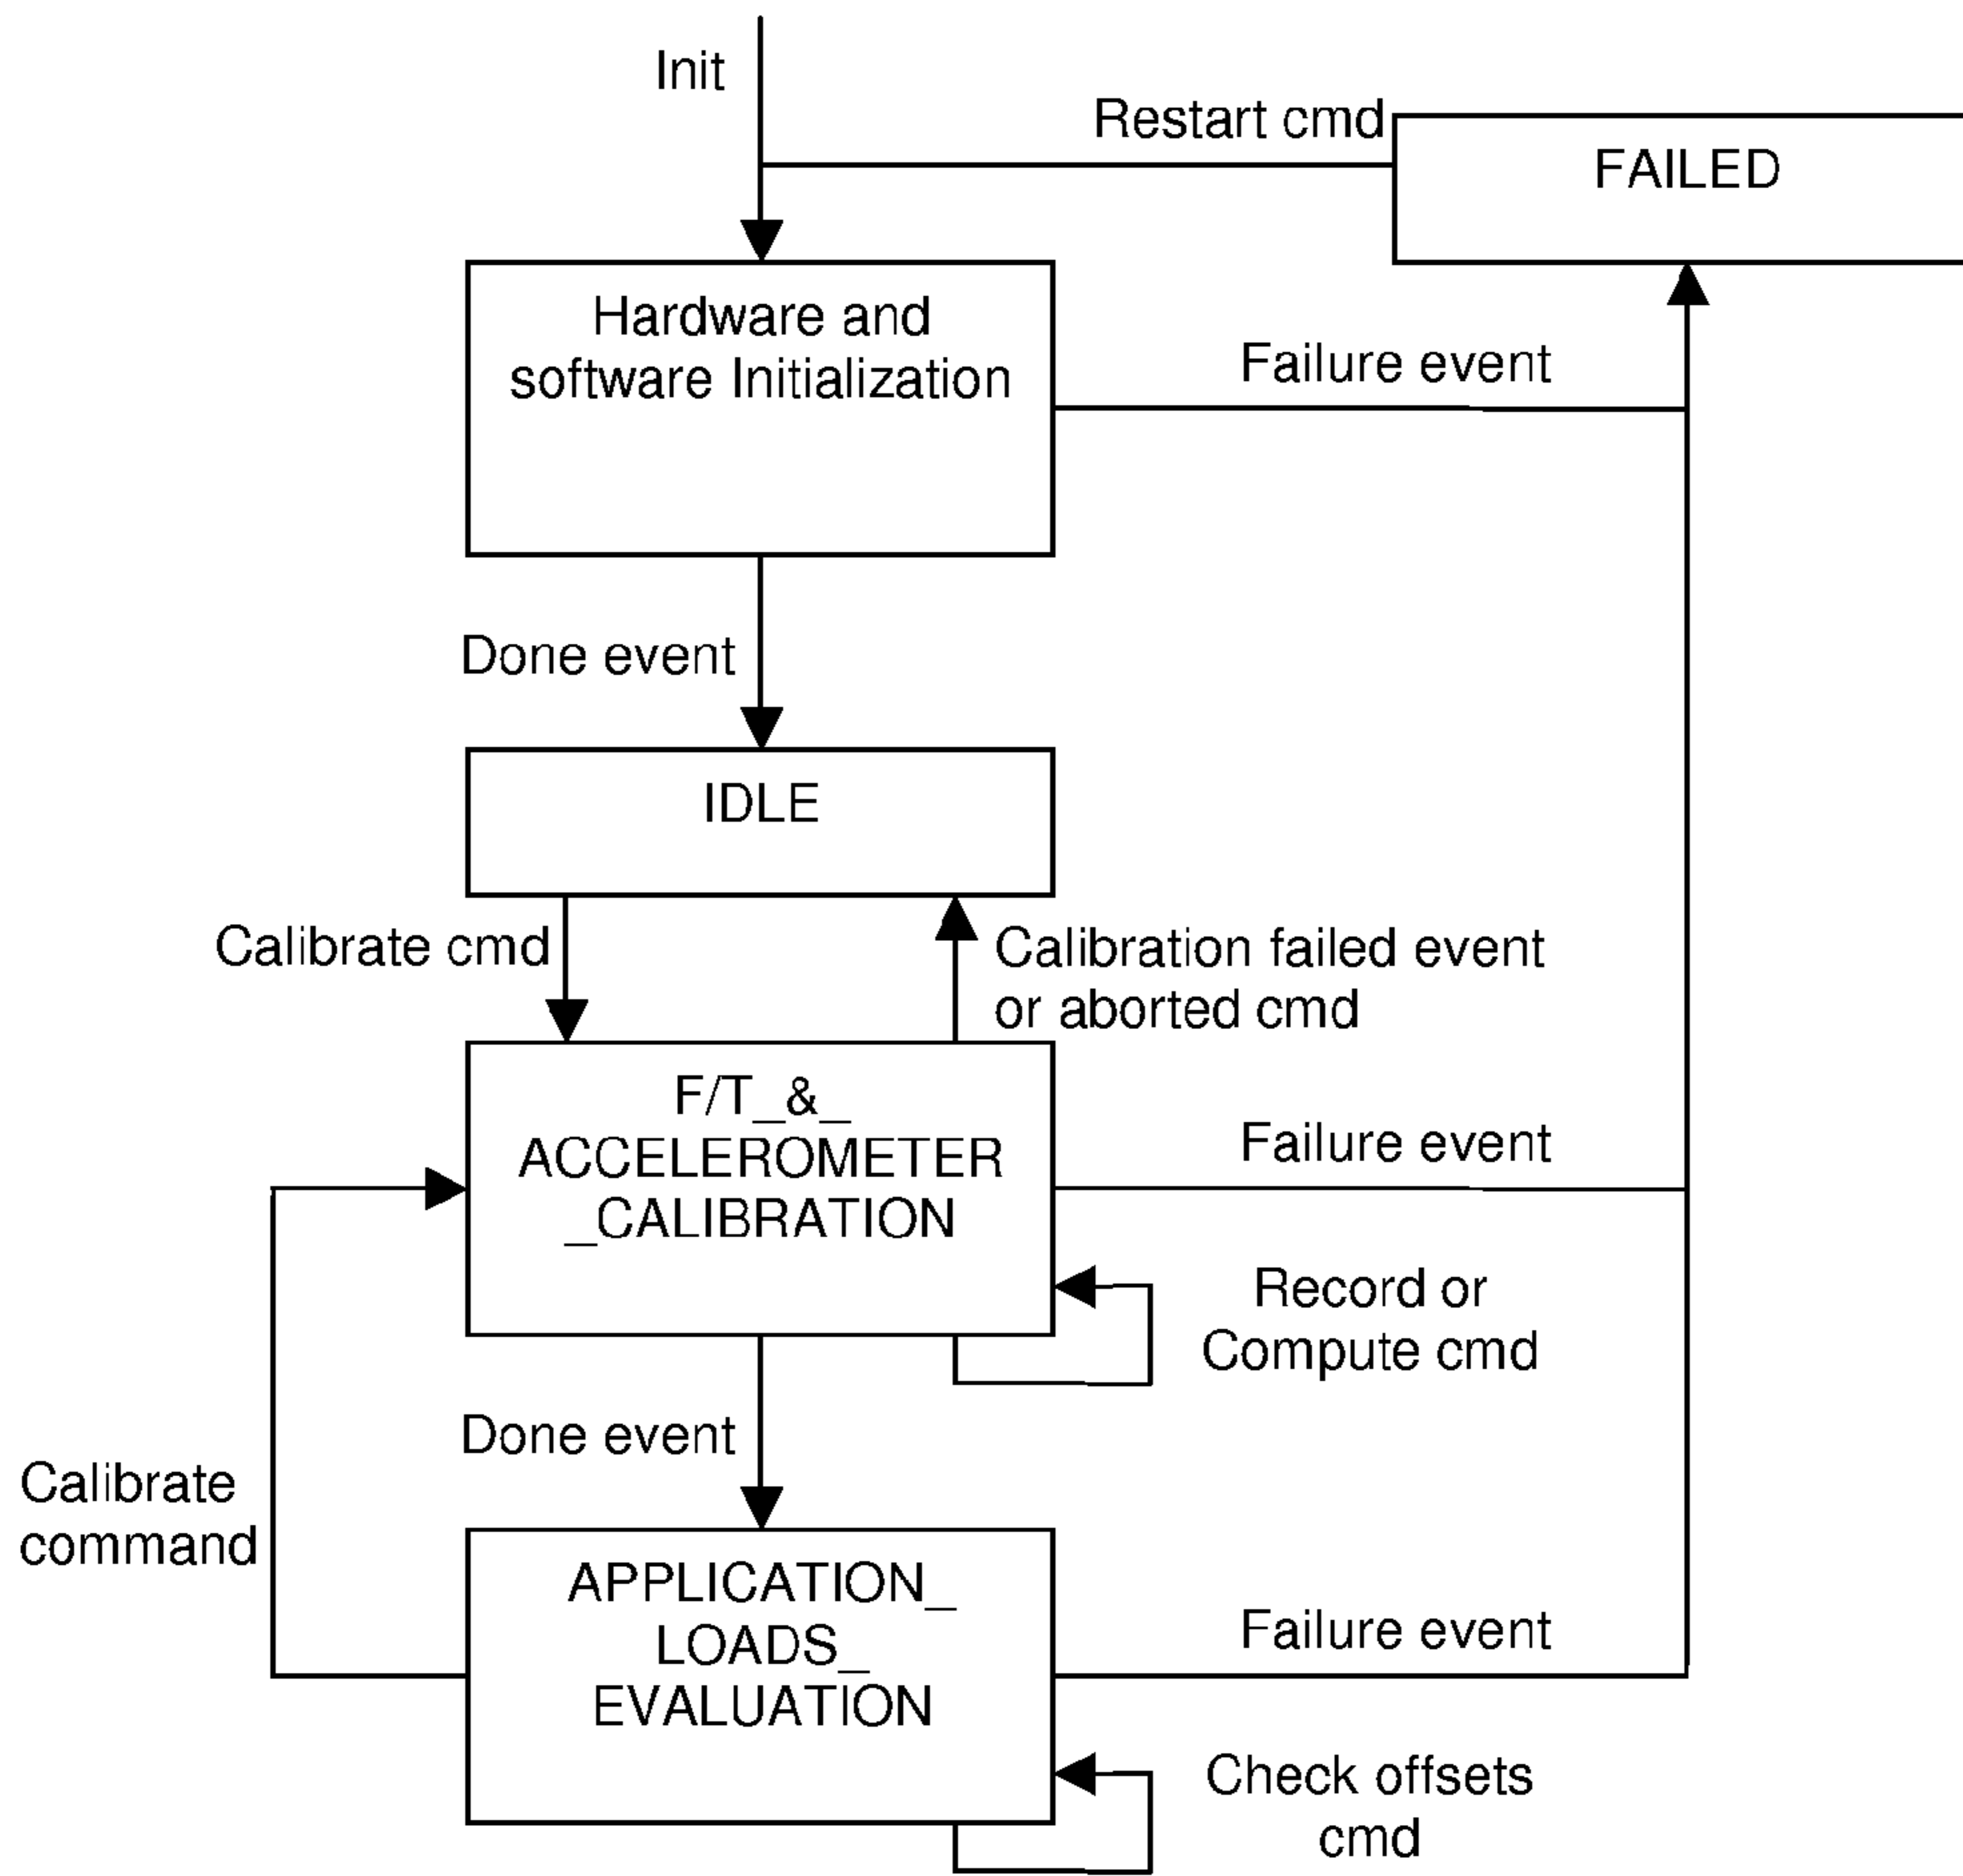 Init
Restart cmd
FAILED
Hardware and
software Initialization
Failure event
Done event
IDLE
Calibrate cmd
Calibration failed event
or aborted cmd
F/T_&_
ACCELEROMETER
_CALIBRATION
Failure event
Record or
Compute cmd
Done event
Calibrate
command
APPLICATION_
LOADS_
EVALUATION
Failure event
Check offsets
cmd